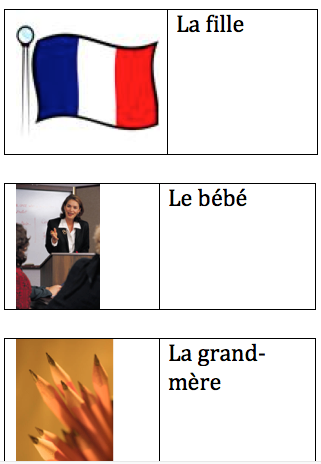 La fille
Le bébé
La grand-
mère